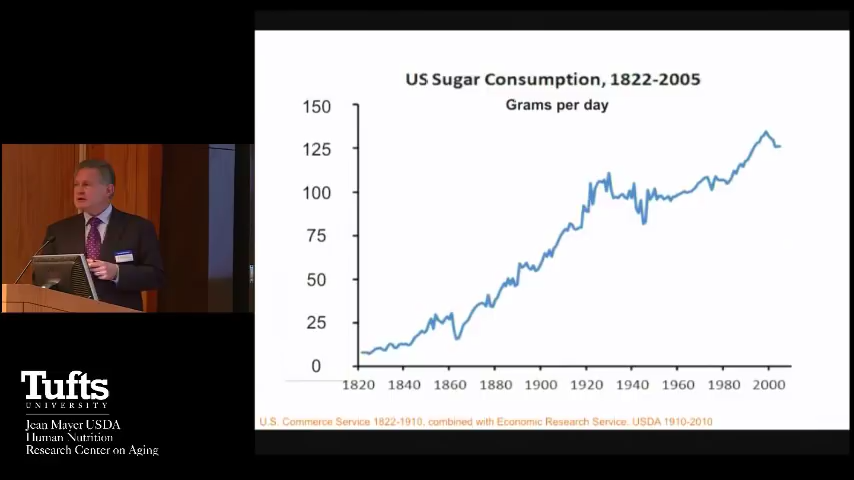 US Sugar Consumption, 1822-2005
Grams per day
150
125
100
75
50
25
0
1820 1840 1860 1880 1900 1920 1940 1960 1980 2000
U.S. Commerce Service 1822-1910, combined with Economic Research Service, USDA 1910-2010
Tufts
UNIVERSITY
Jean Mayer USDA
Human Nutrition
Research Center on Aging